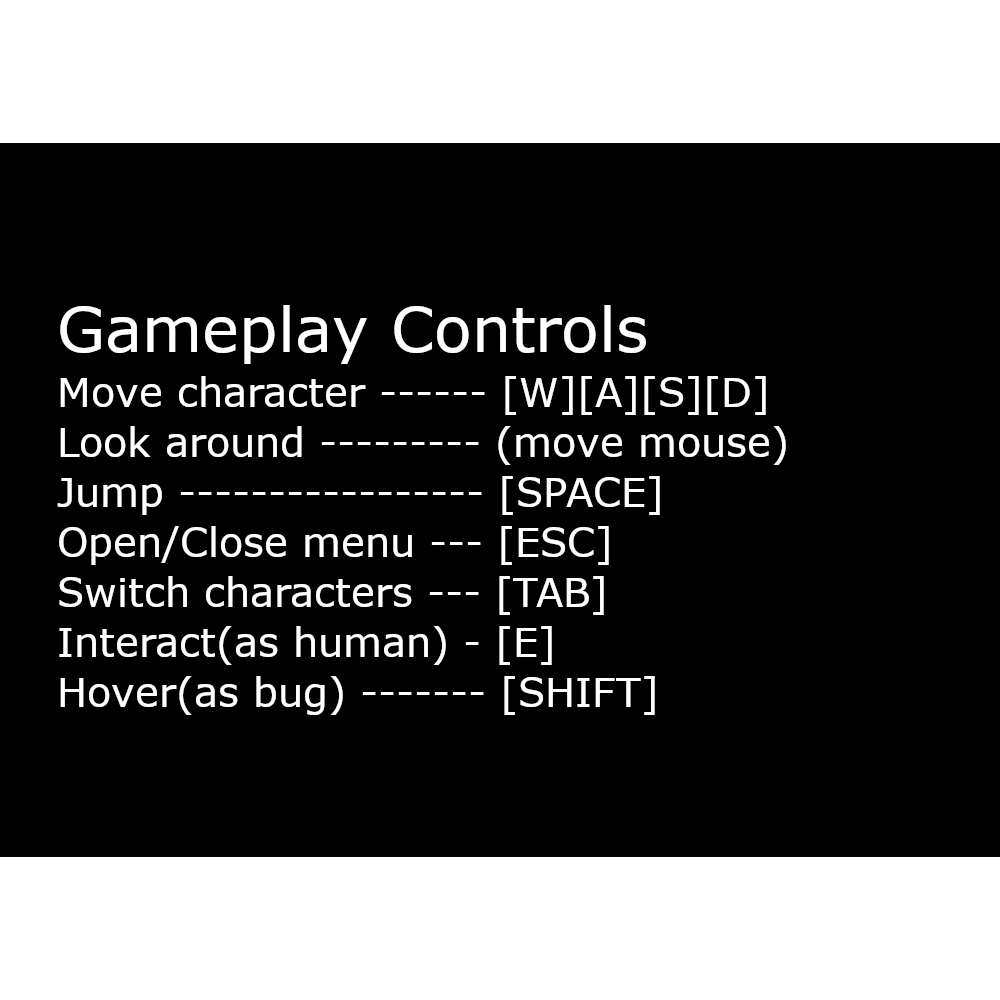 Gameplay Controls
Move character ------ [W][A][S][D]
Look around --------- (move mouse)
Jump ----------------- [SPACE]
Open/Close menu --- [ESC]
Switch characters --- [TAB]
Interact(as human) - [E]
Hover(as bug) ------- [SHIFT]